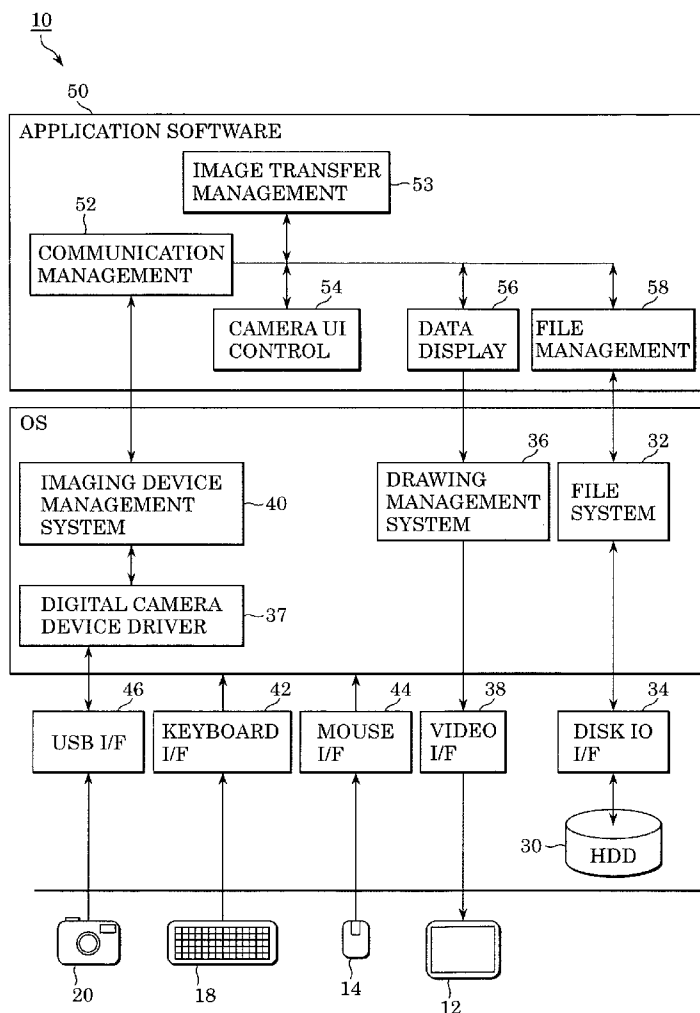 10
50
APPLICATION SOFTWARE
IMAGE TRANSFER
MANAGEMENT
53
52
COMMUNICATION
MANAGEMENT
54
CAMERA UI
CONTROL
56
DATA
DISPLAY
58
FILE
MANAGEMENT
OS
IMAGING DEVICE
MANAGEMENT
SYSTEM
40
36
DRAWING
MANAGEMENT
SYSTEM
32
FILE
SYSTEM
DIGITAL CAMERA
DEVICE DRIVER
37
46
USB I/F
42
KEYBOARD
I/F
44
MOUSE
I/F
38
VIDEO
I/F
34
DISK IO
I/F
30
HDD
20
18
14
12